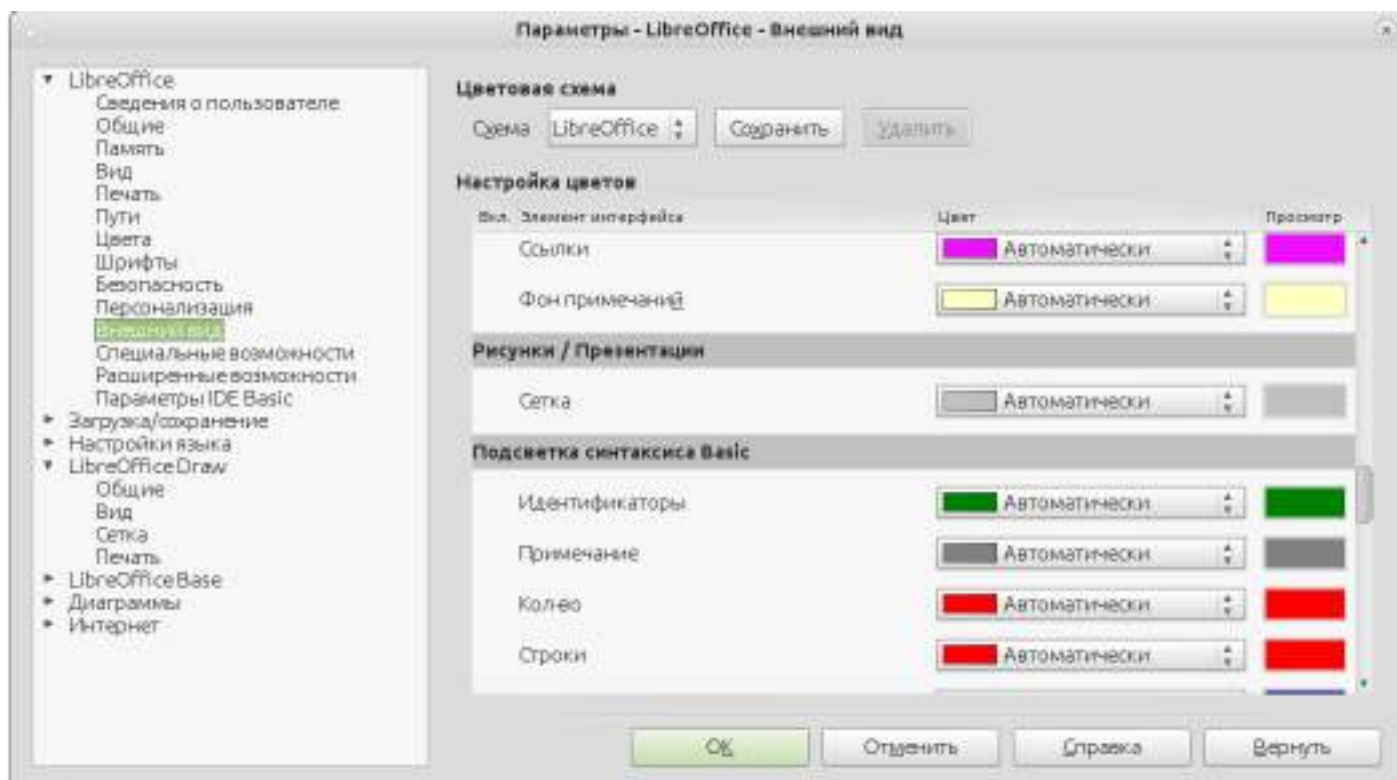 Параметры - LibreOffice - Внешний вид
LibreOffice
Сведения о пользователе
Общие
Память
Вид
Печать
Пути
Цвета
Шрифты
Безопасность
Персонализация
Внешний вид
Специальные возможности
Расширенные возможности
Параметры IDE Basic
Загрузка/сохранение
Настройки языка
LibreOffice Draw
Общие
Вид
Сетка
Печать
LibreOffice Base
Диаграммы
Интернет
Цветовая схема
Схема LibreOffice Сохранить Удалить
Настройка цветов
Вкл. Элемент интерфейса Цвет Просмотр
Ссылки Автоматически
Фон примечаний Автоматически
Рисунки / Презентации
Сетка Автоматически
Подсветка синтаксиса Basic
Идентификаторы Автоматически
Примечание Автоматически
Кол-во Автоматически
Строки Автоматически
OK Отменить Справка Вернуть